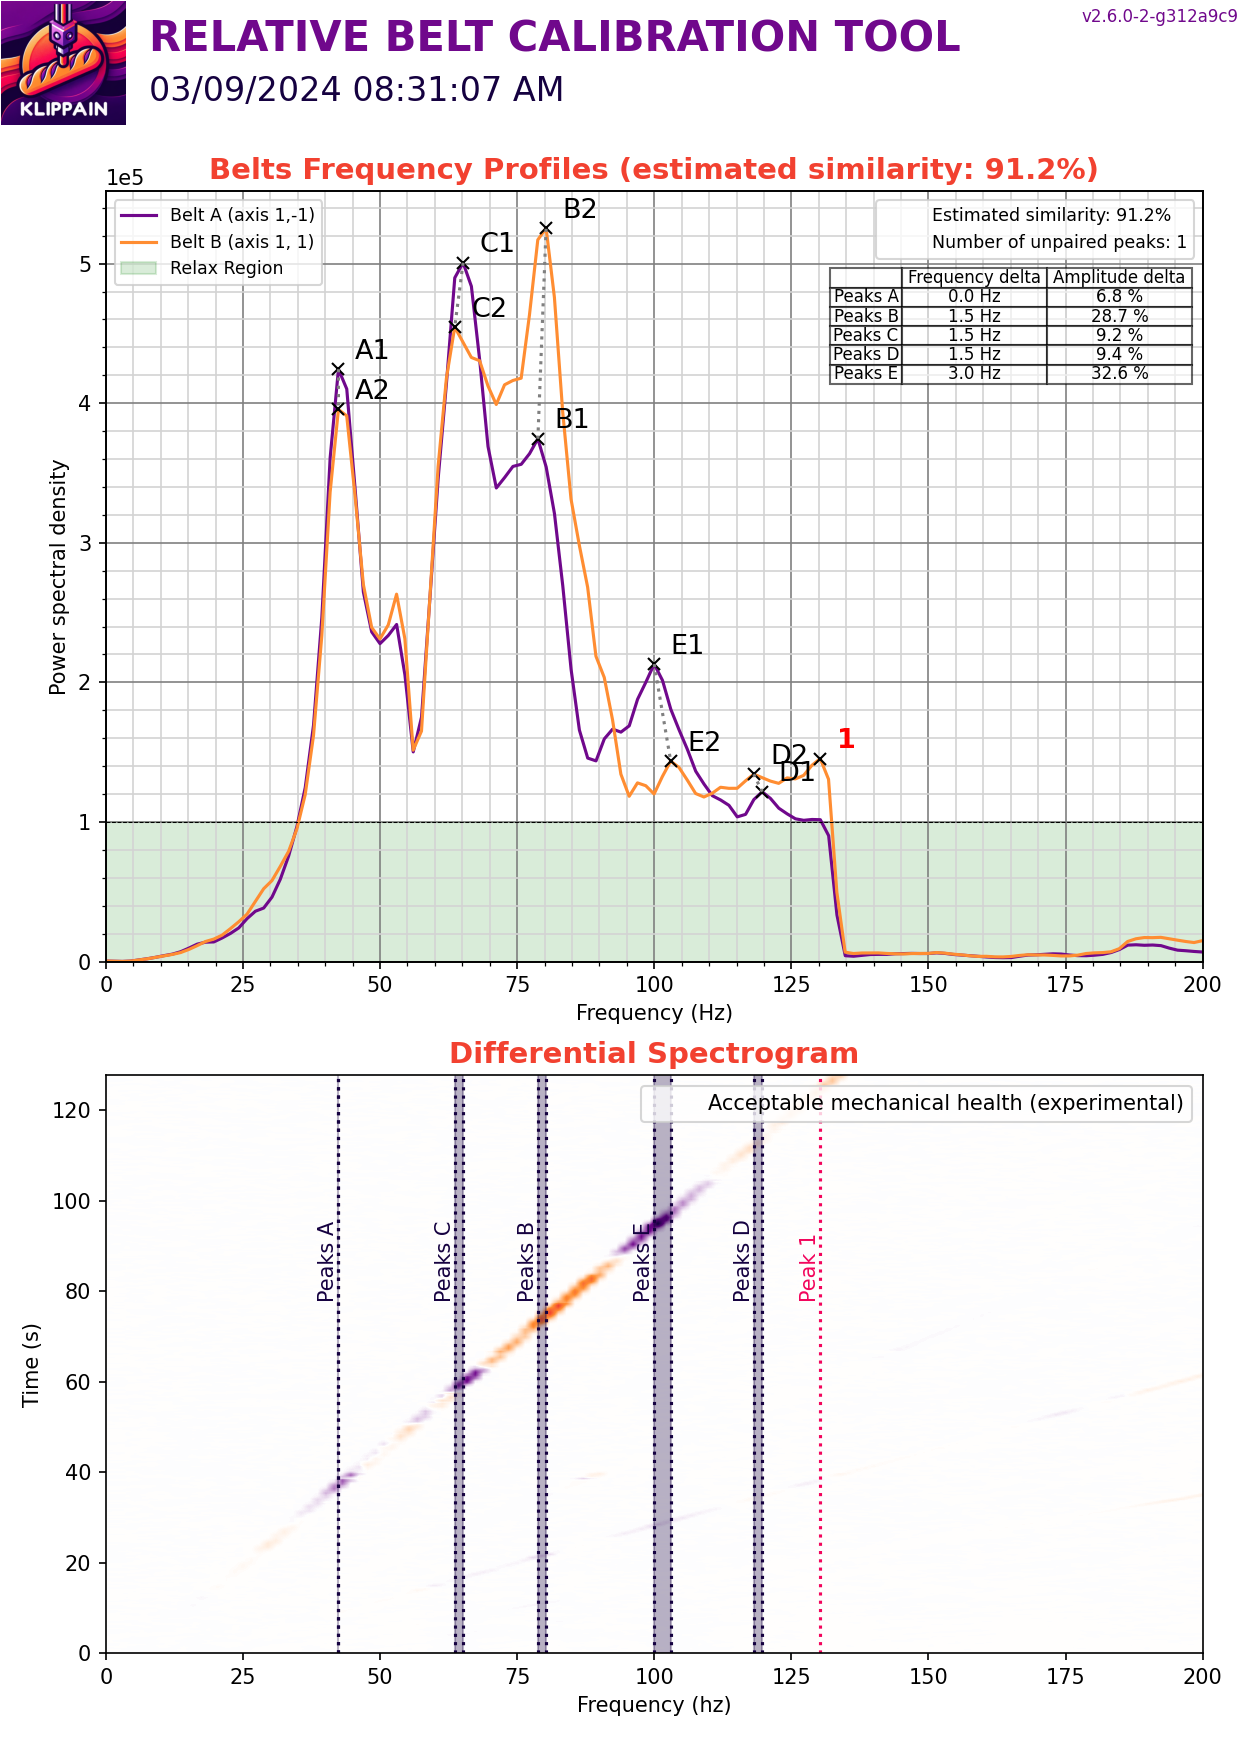 v2.6.0-2-g312a9c9
RELATIVE BELT CALIBRATION TOOL
03/09/2024 08:31:07 AM
KLIPPAIN
Belts Frequency Profiles (estimated similarity: 91.2%)
1e5
Belt A (axis 1,-1)
Belt B (axis 1, 1)
Relax Region
Estimated similarity: 91.2%
Number of unpaired peaks: 1
Frequency delta Amplitude delta
Peaks A 0.0 Hz 6.8 %
Peaks B 1.5 Hz 28.7 %
Peaks C 1.5 Hz 9.2 %
Peaks D 1.5 Hz 9.4 %
Peaks E 3.0 Hz 32.6 %
B2
C1
C2
A1
A2
B1
E1
E2
1
D2
D1
Power spectral density
5
4
3
2
1
0
0 25 50 75 100 125 150 175 200
Frequency (Hz)
Differential Spectrogram
Acceptable mechanical health (experimental)
Time (s)
120
100
80
60
40
20
0
Peaks A
Peaks C
Peaks B
Peaks E
Peaks D
Peak 1
0 25 50 75 100 125 150 175 200
Frequency (hz)